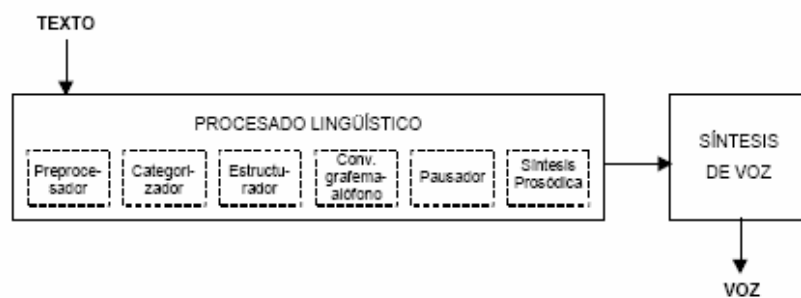 TEXTO
PROCESADO LINGÜÍSTICO
Preproce-
sador
Categori-
zador
Estructu-
rador
Conv.
grafema-
alófono
Pausador
Síntesis
Prosódica
SÍNTESIS
DE VOZ
VOZ